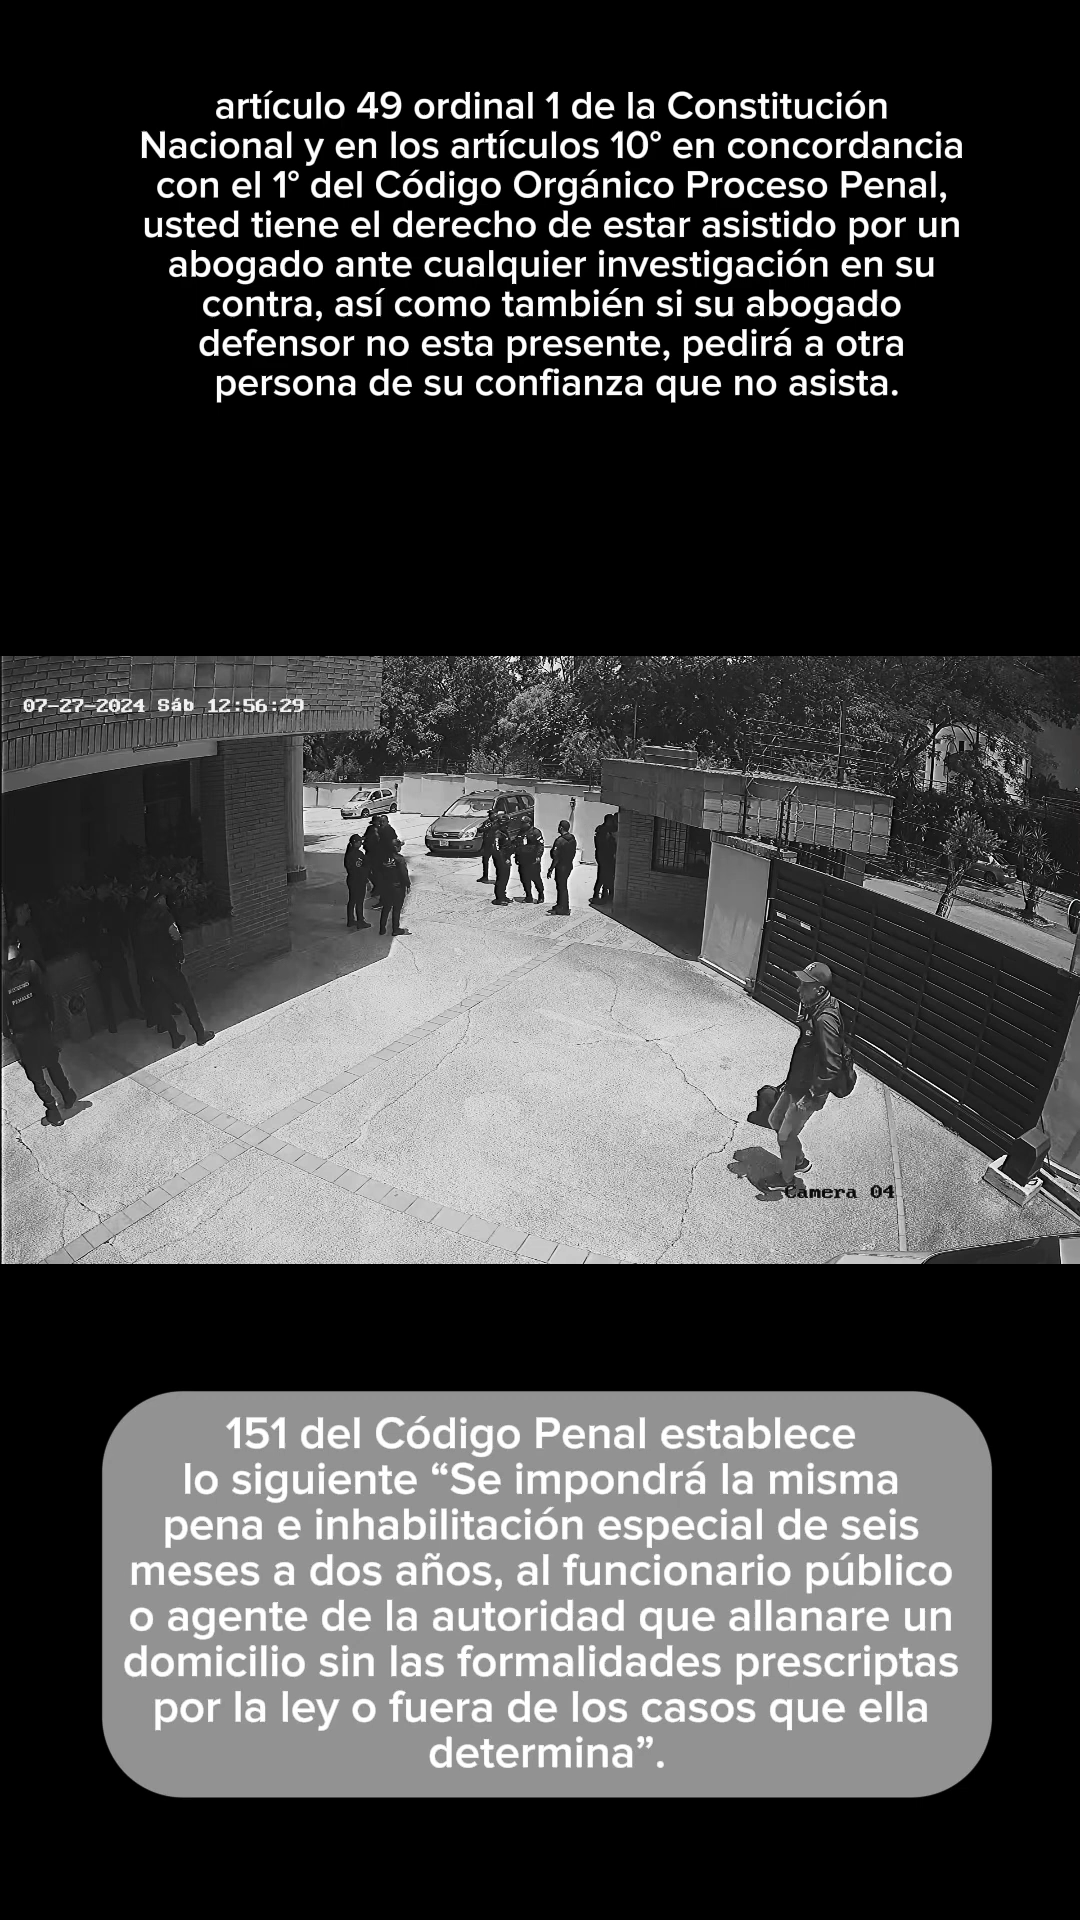 artículo 49 ordinal 1 de la Constitución
Nacional y en los artículos 10° en concordancia
con el 1° del Código Orgánico Proceso Penal,
usted tiene el derecho de estar asistido por un
abogado ante cualquier investigación en su
contra, así como también si su abogado
defensor no esta presente, pedirá a otra
persona de su confianza que no asista.
07-27-2024 Sáb 12:56:29
Camera 04
151 del Código Penal establece
lo siguiente “Se impondrá la misma
pena e inhabilitación especial de seis
meses a dos años, al funcionario público
o agente de la autoridad que allanare un
domicilio sin las formalidades prescriptas
por la ley o fuera de los casos que ella
determina”.